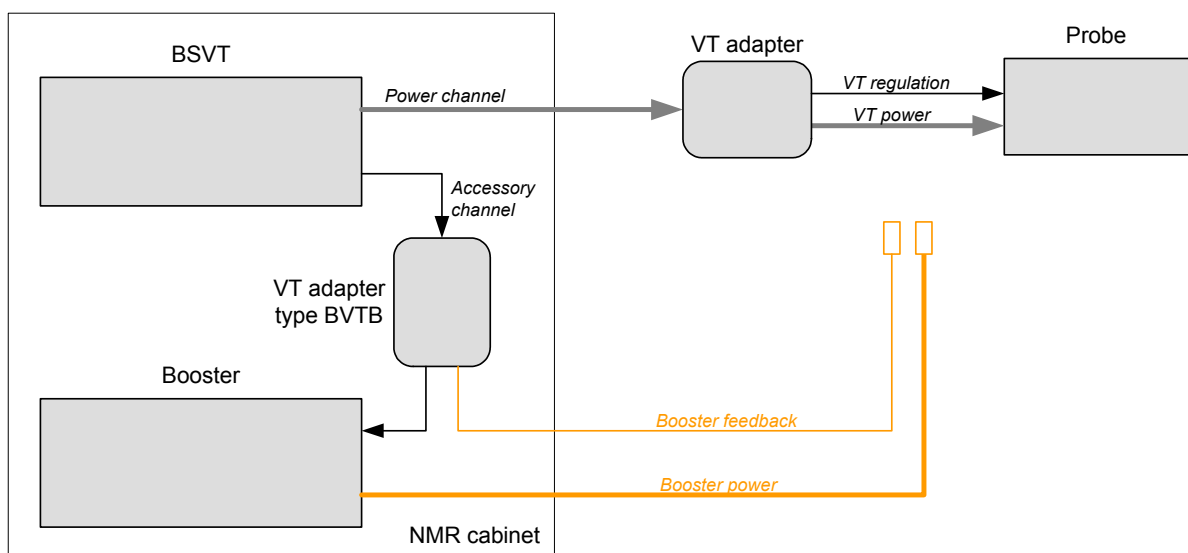 BSVT
VT adapter
Probe
Power channel
VT regulation
VT power
Accessory
channel
VT adapter
type BVTB
Booster
Booster feedback
Booster power
NMR cabinet